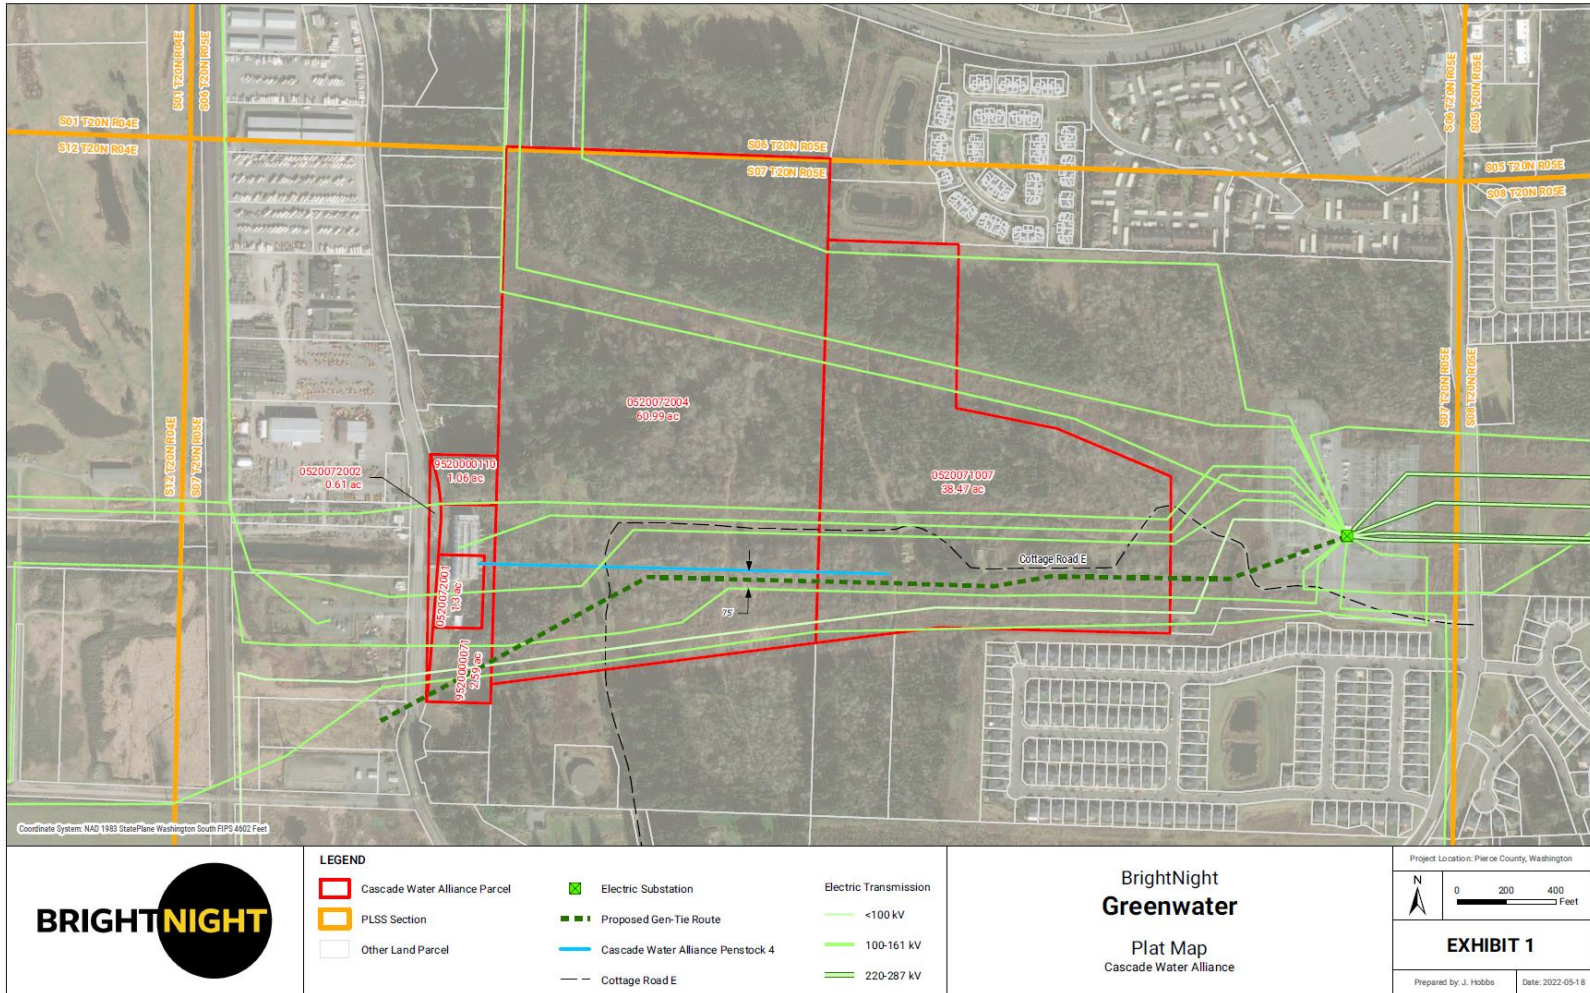 S01 T20N R04E
S06 T20N R05E
S01 T20N R04E
S12 T20N R04E
S06 T20N R05E
S07 T20N R05E
S06 T20N R05E
S05 T20N R05E
S05 T20N R05E
S08 T20N R05E
S12 T20N R04E
S07 T20N R05E
S07 T20N R05E
S08 T20N R05E
0520072004
60.99 ac
0520072002
0.61 ac
9520000110
1.06 ac
0520071007
38.47 ac
Cottage Road E
0520072001
1.3 ac
75'
9520000071
2.59 ac
Coordinate System: NAD 1983 StatePlane Washington South FIPS 4602 Feet
BRIGHTNIGHT
LEGEND
Cascade Water Alliance Parcel
PLSS Section
Other Land Parcel
Electric Substation
Proposed Gen-Tie Route
Cascade Water Alliance Penstock 4
Cottage Road E
Electric Transmission
<100 kV
100-161 kV
220-287 kV
BrightNight
Greenwater
Plat Map
Cascade Water Alliance
Project Location: Pierce County, Washington
N
0 200 400
Feet
EXHIBIT 1
Prepared by: J. Hobbs
Date: 2022-05-18